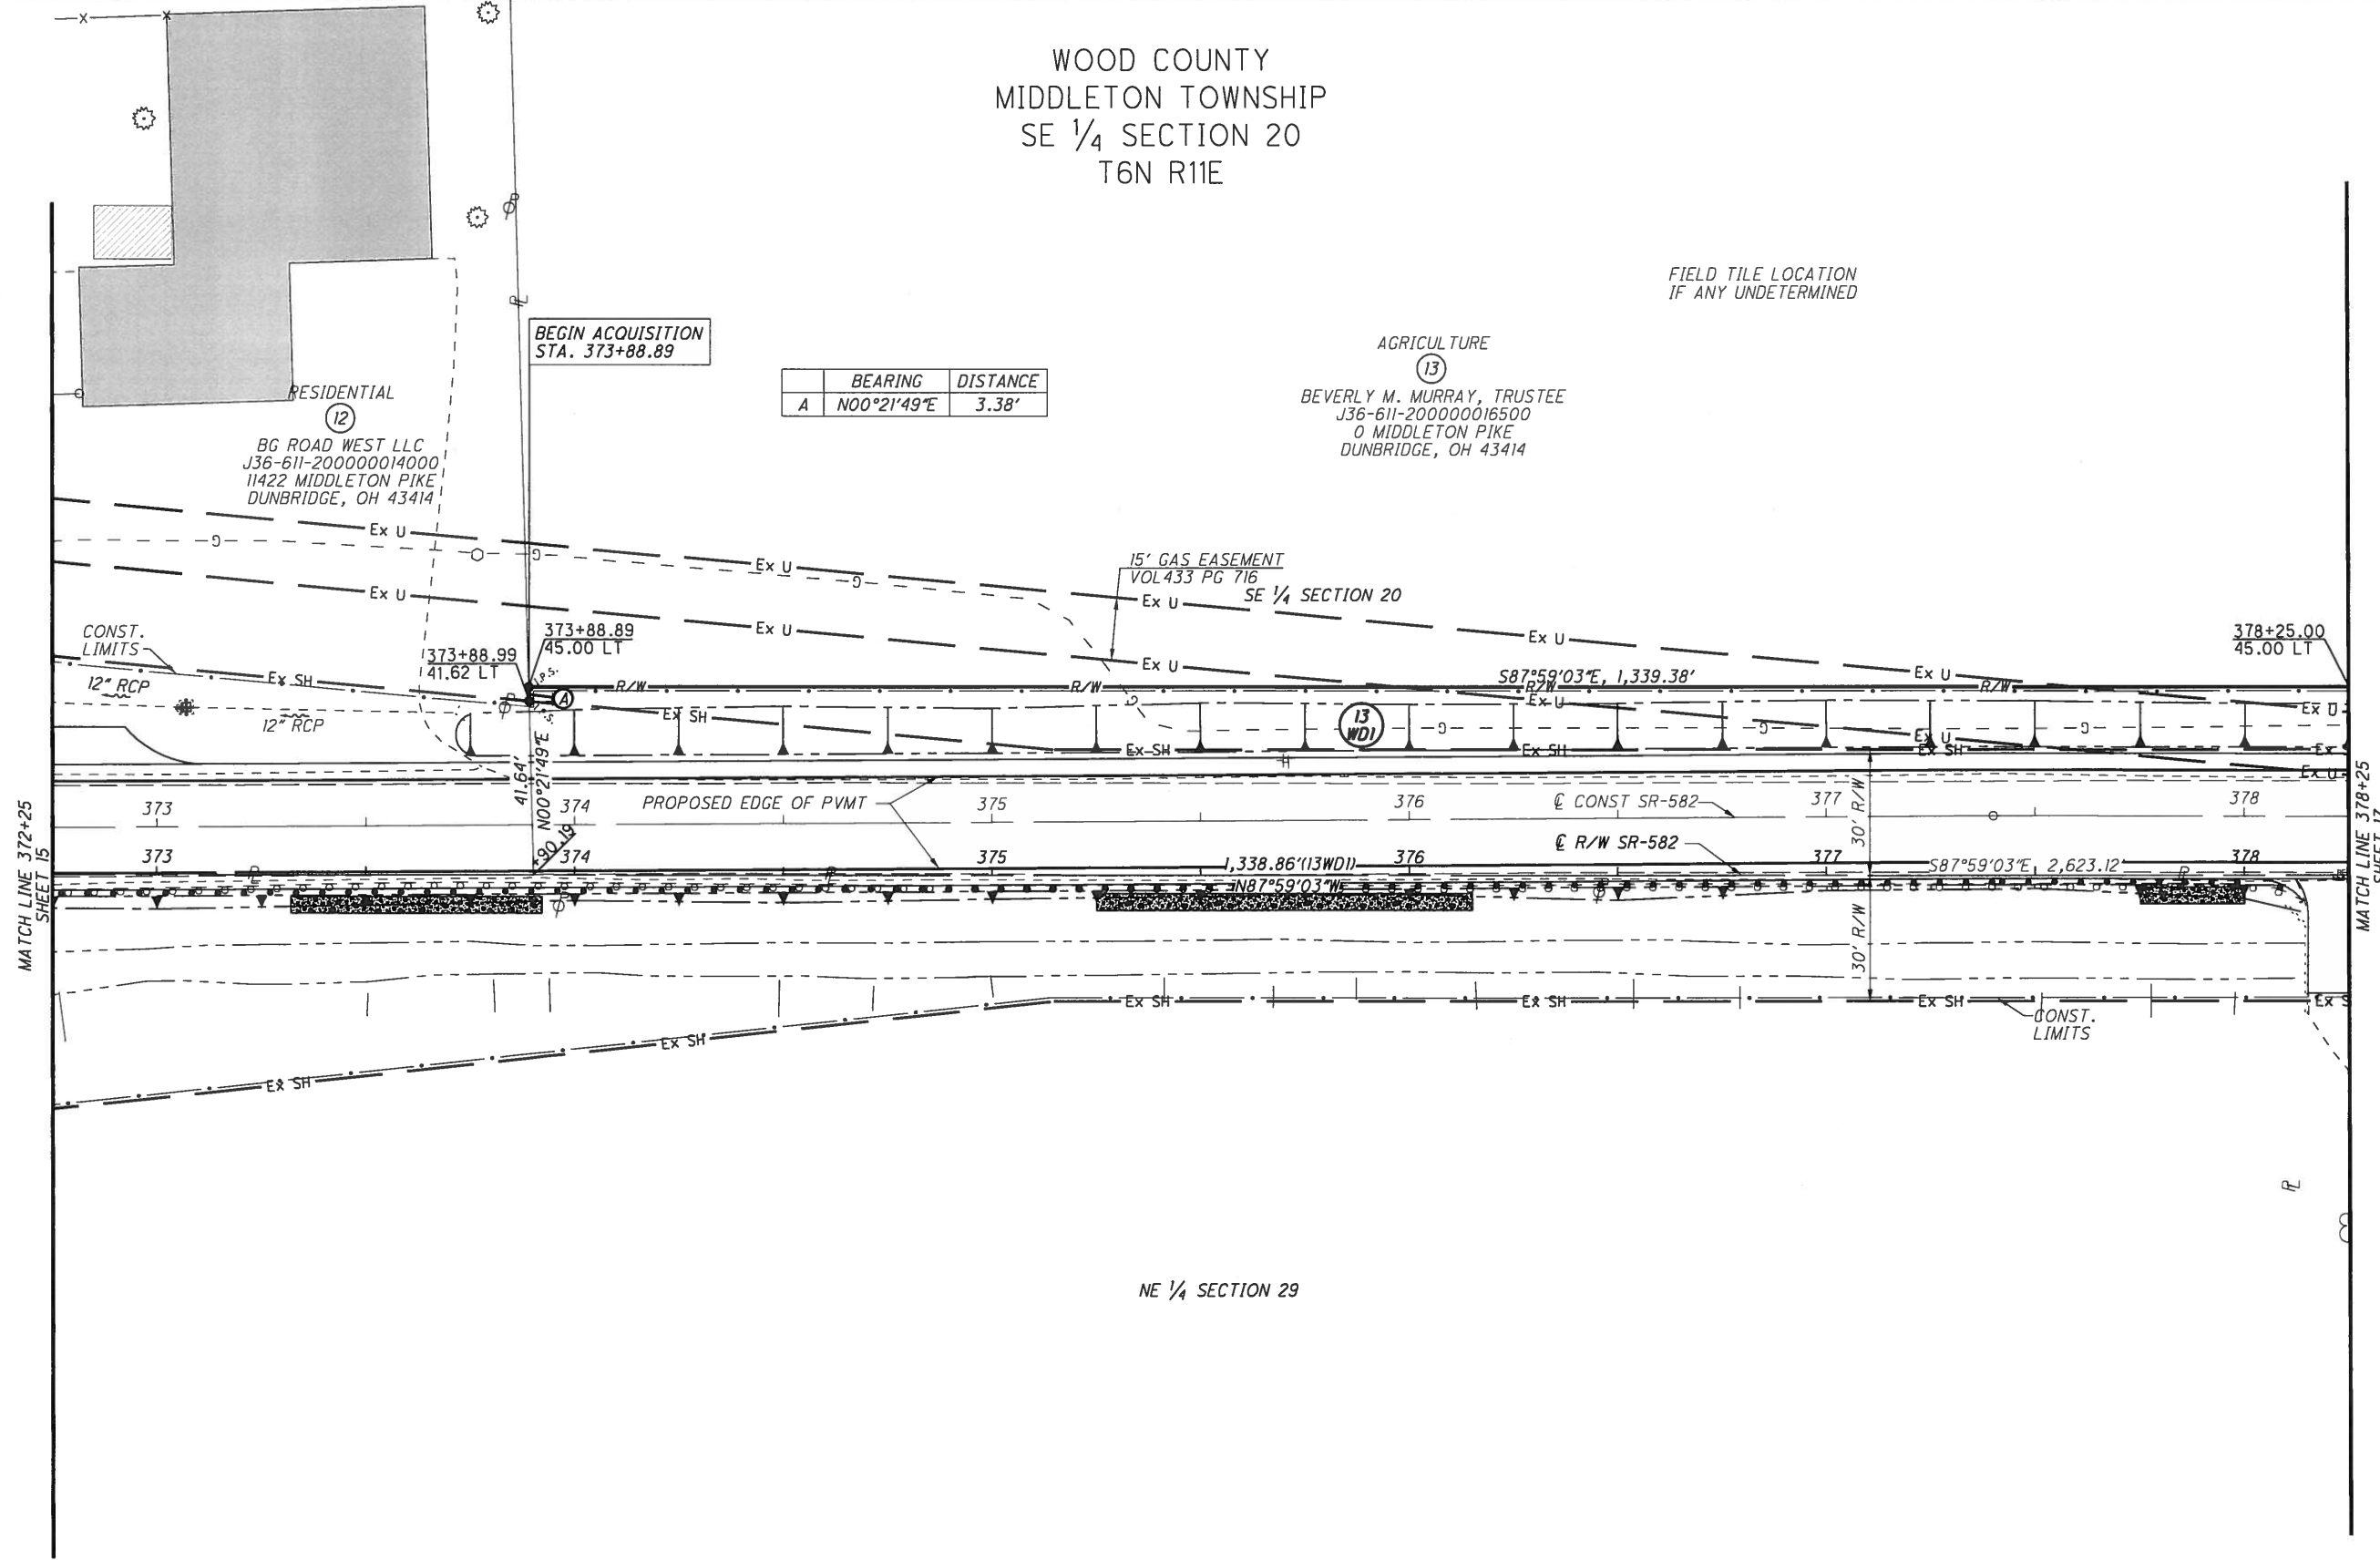 WOOD COUNTY
MIDDLETON TOWNSHIP
SE 1/4 SECTION 20
T6N R11E
FIELD TILE LOCATION
IF ANY UNDETERMINED
BEGIN ACQUISITION
STA. 373+88.89
BEARING DISTANCE
A N00°21'49"E 3.38'
AGRICULTURE
13
BEVERLY M. MURRAY, TRUSTEE
J36-611-200000016500
0 MIDDLETON PIKE
DUNBRIDGE, OH 43414
RESIDENTIAL
12
BG ROAD WEST LLC
J36-611-200000014000
11422 MIDDLETON PIKE
DUNBRIDGE, OH 43414
Ex U
G
G
Ex U
G
15' GAS EASEMENT
VOL433 PG 716
SE 1/4 SECTION 20
Ex U
Ex U
Ex U
Ex U
Ex U
Ex U
CONST.
LIMITS
12" RCP
12" RCP
Ex SH
373+88.99
41.62 LT
373+88.89
45.00 LT
I.P.S.
A
I.P.S.
378+25.00
45.00 LT
R/W
R/W
S87°59'03"E, 1,339.38'
R/W
R/W
Ex U
Ex U
Ex SH
G
13
WD1
G
G
G
Ex U
Ex SH
Ex SH
Ex SH
Ex
Ex U
41.64'
N00°21'49"E
90.19
PROPOSED EDGE OF PVMT
℄ CONST SR-582
℄ R/W SR-582
373 374 375 376 377 378
373 374 375 376 377 378
30' R/W
30' R/W
1,338.86'(13WD1)
N87°59'03"W
S87°59'03"E, 2,623.12
Ex SH
Ex SH
Ex SH
Ex S
Ex SH
Ex SH
CONST.
LIMITS
MATCH LINE 372+25
SHEET 15
MATCH LINE 378+25
SHEET 17
NE 1/4 SECTION 29